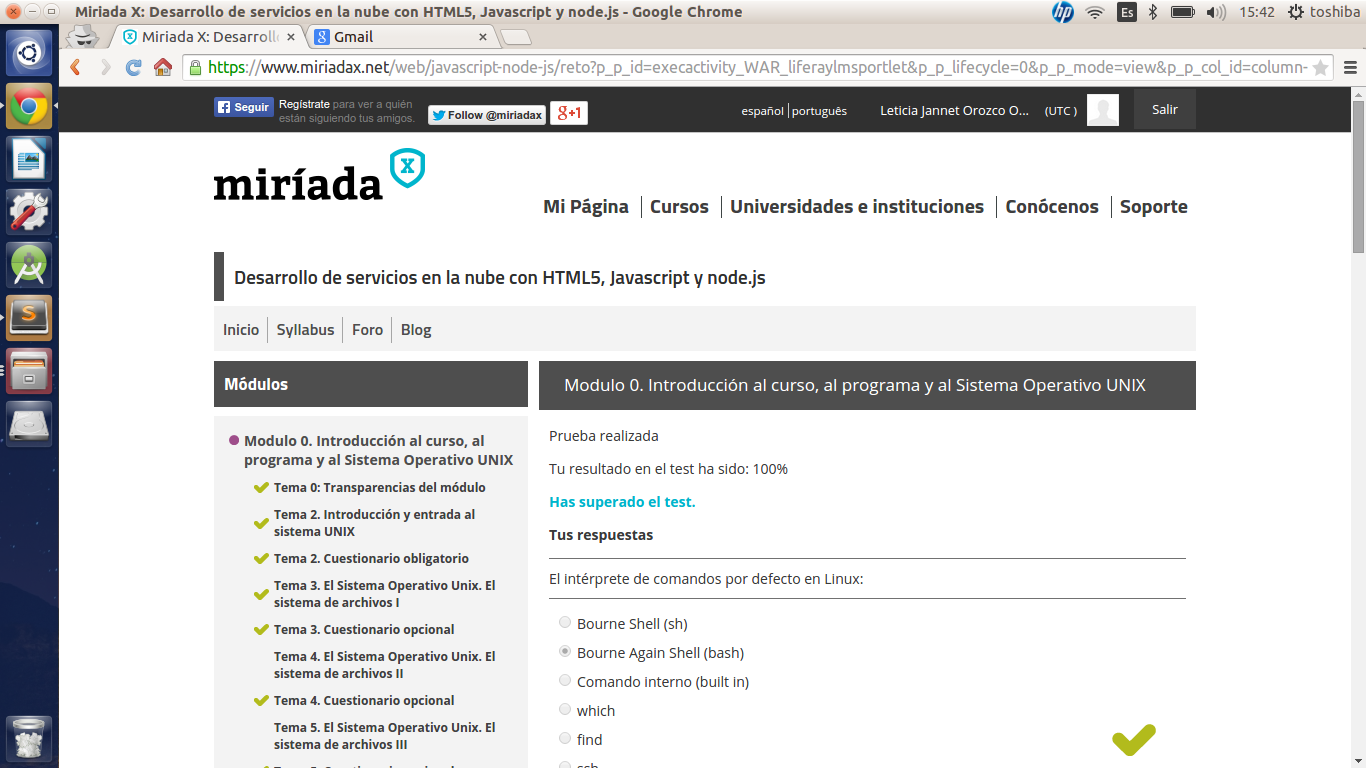 Miriada X: Desarrollo de servicios en la nube con HTML5, Javascript y node.js - Google Chrome
Es
15:42
toshiba
Miriada X: Desarroll
Gmail
https://www.miriadax.net/web/javascript-node-js/reto?p_p_id=execactivity_WAR_liferaylmsportlet&p_p_lifecycle=0&p_p_mode=view&p_p_col_id=column-
Seguir
Regístrate para ver a quién
están siguiendo tus amigos.
Follow @miriadax
g+1
español
português
Leticia Jannet Orozco O...
(UTC )
Salir
miríada
X
Mi Página
Cursos
Universidades e instituciones
Conócenos
Soporte
Desarrollo de servicios en la nube con HTML5, Javascript y node.js
Inicio
Syllabus
Foro
Blog
Módulos
Modulo 0. Introducción al curso, al
programa y al Sistema Operativo UNIX
Tema 0: Transparencias del módulo
Tema 2. Introducción y entrada al
sistema UNIX
Tema 2. Cuestionario obligatorio
Tema 3. El Sistema Operativo Unix. El
sistema de archivos I
Tema 3. Cuestionario opcional
Tema 4. El Sistema Operativo Unix. El
sistema de archivos II
Tema 4. Cuestionario opcional
Tema 5. El Sistema Operativo Unix. El
sistema de archivos III
Modulo 0. Introducción al curso, al programa y al Sistema Operativo UNIX
Prueba realizada
Tu resultado en el test ha sido: 100%
Has superado el test.
Tus respuestas
El intérprete de comandos por defecto en Linux:
Bourne Shell (sh)
Bourne Again Shell (bash)
Comando interno (built in)
which
find
ssh